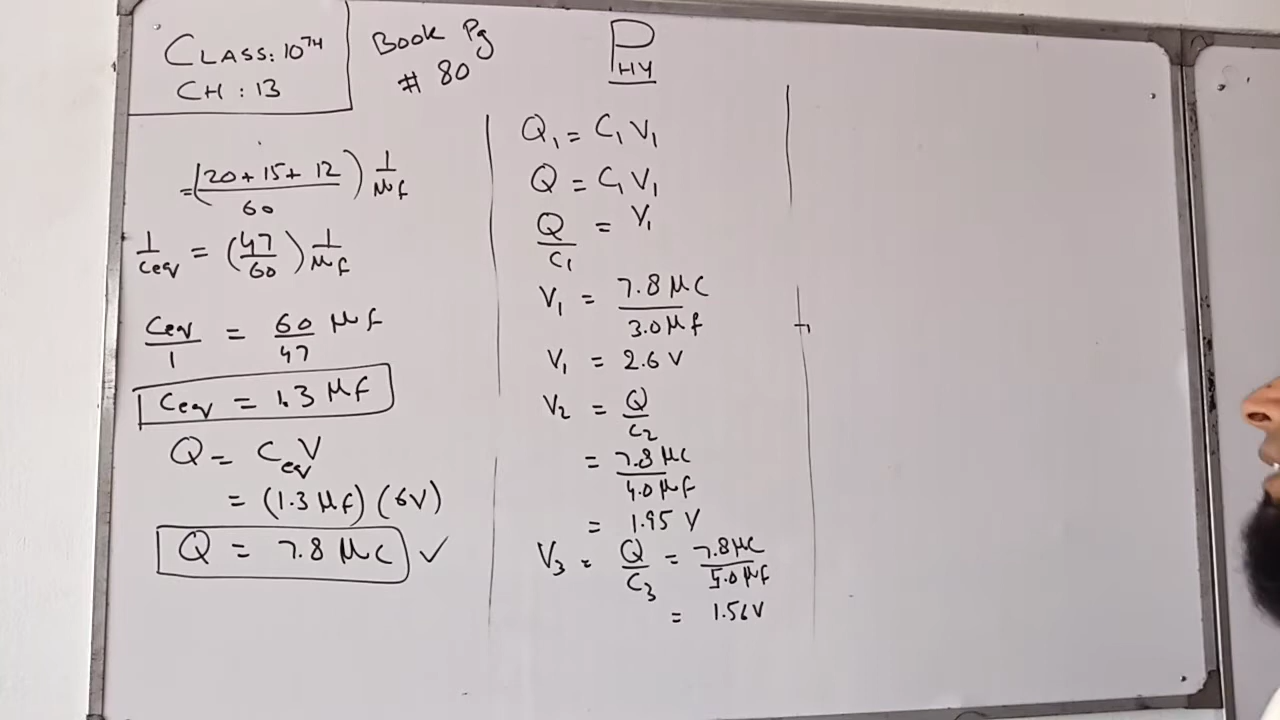 CLASS: 10TH
CH : 13
Book Pg
# 80
PHY
= (20 + 15 + 12 / 60) 1/μf
1/Ceq = (47/60) 1/μf
Ceq/1 = 60/47 μf
Ceq = 1.3 μf
Q = CeqV
= (1.3 μf) (6V)
Q = 7.8 μC ✓
Q₁ = C₁ V₁
Q = C₁ V₁
Q/C₁ = V₁
V₁ = 7.8 μC / 3.0 μf
V₁ = 2.6 V
V₂ = Q/C₂
= 7.8 μC / 4.0 μf
= 1.95 V
V₃ = Q/C₃ = 7.8 μC / 5.0 μf
= 1.56V